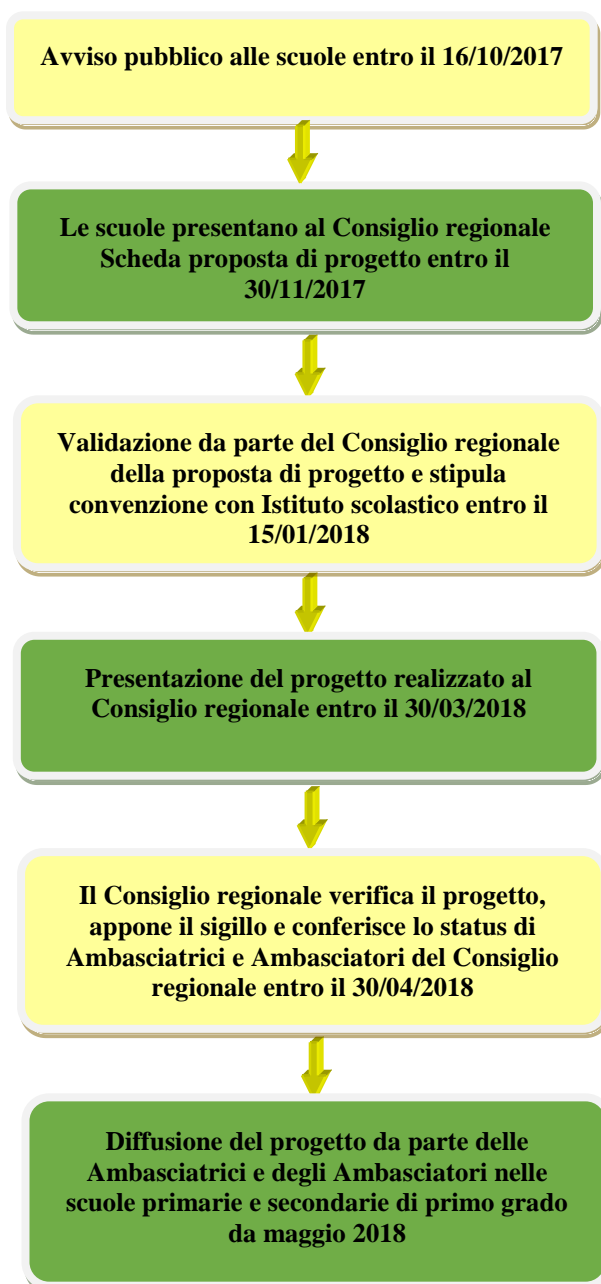 Avviso pubblico alle scuole entro il 16/10/2017
Le scuole presentano al Consiglio regionale
Scheda proposta di progetto entro il
30/11/2017
Validazione da parte del Consiglio regionale
della proposta di progetto e stipula
convenzione con Istituto scolastico entro il
15/01/2018
Presentazione del progetto realizzato al
Consiglio regionale entro il 30/03/2018
Il Consiglio regionale verifica il progetto,
appone il sigillo e conferisce lo status di
Ambasciatrici e Ambasciatori del Consiglio
regionale entro il 30/04/2018
Diffusione del progetto da parte delle
Ambasciatrici e degli Ambasciatori nelle
scuole primarie e secondarie di primo grado
da maggio 2018